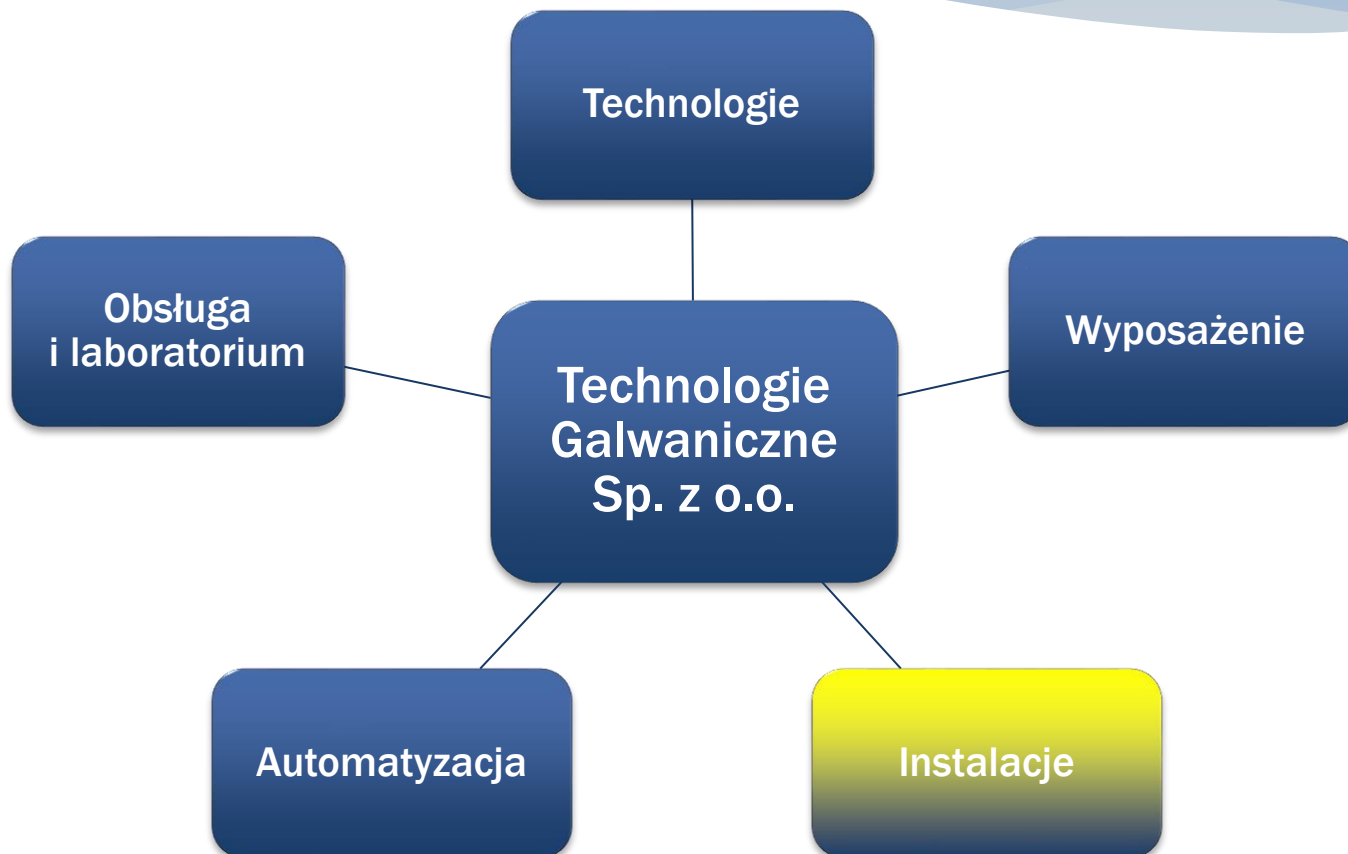 Technologie
Obsługa
i laboratorium
Wyposażenie
Technologie
Galwaniczne
Sp. z o.o.
Automatyzacja
Instalacje